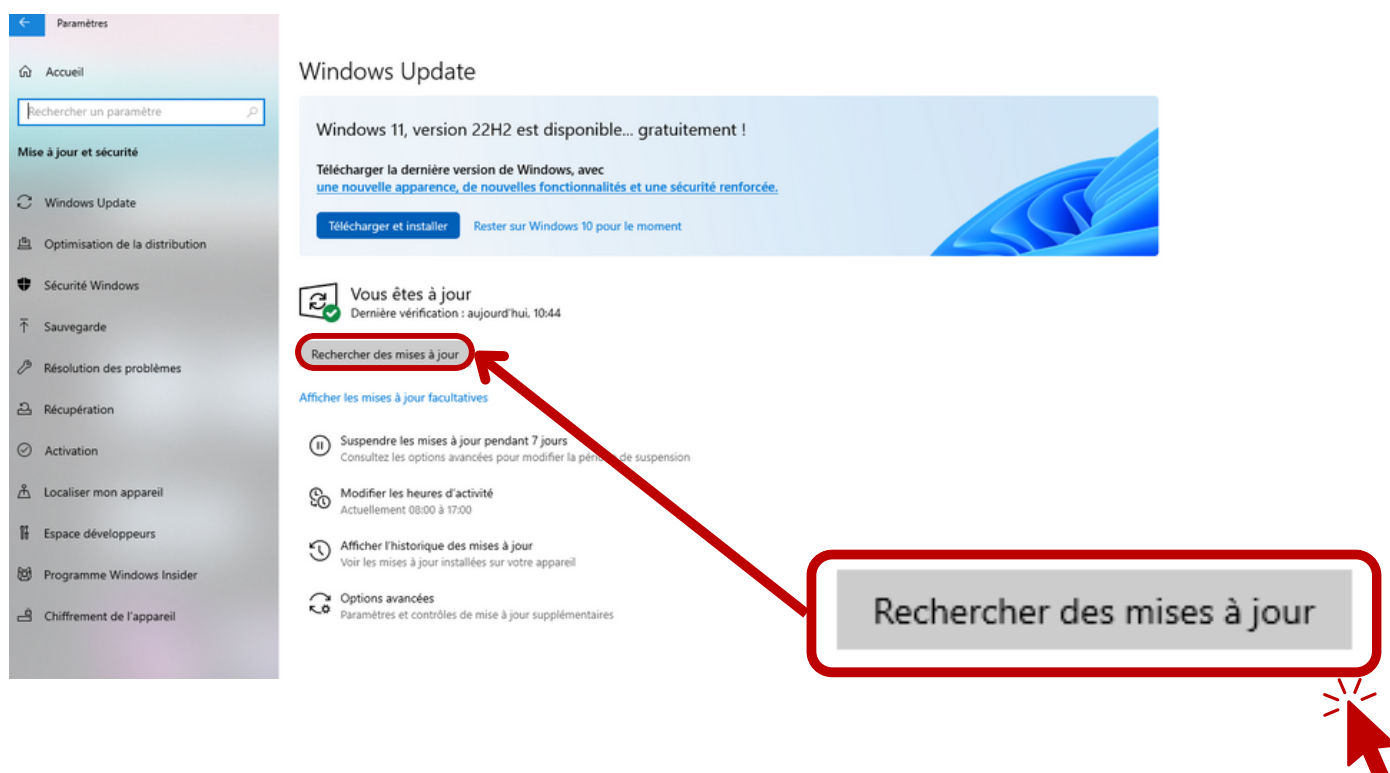 Paramètres
Accueil
Rechercher un paramètre
Mise à jour et sécurité
Windows Update
Optimisation de la distribution
Sécurité Windows
Sauvegarde
Résolution des problèmes
Récupération
Activation
Localiser mon appareil
Espace développeurs
Programme Windows Insider
Chiffrement de l'appareil
Windows Update
Windows 11, version 22H2 est disponible... gratuitement !
Télécharger la dernière version de Windows, avec
une nouvelle apparence, de nouvelles fonctionnalités et une sécurité renforcée.
Télécharger et installer Rester sur Windows 10 pour le moment
Vous êtes à jour
Dernière vérification : aujourd'hui, 10:44
Rechercher des mises à jour
Afficher les mises à jour facultatives
Suspendre les mises à jour pendant 7 jours
Consultez les options avancées pour modifier la période de suspension
Modifier les heures d'activité
Actuellement 08:00 à 17:00
Afficher l'historique des mises à jour
Voir les mises à jour installées sur votre appareil
Options avancées
Paramètres et contrôles de mise à jour supplémentaires
Rechercher des mises à jour